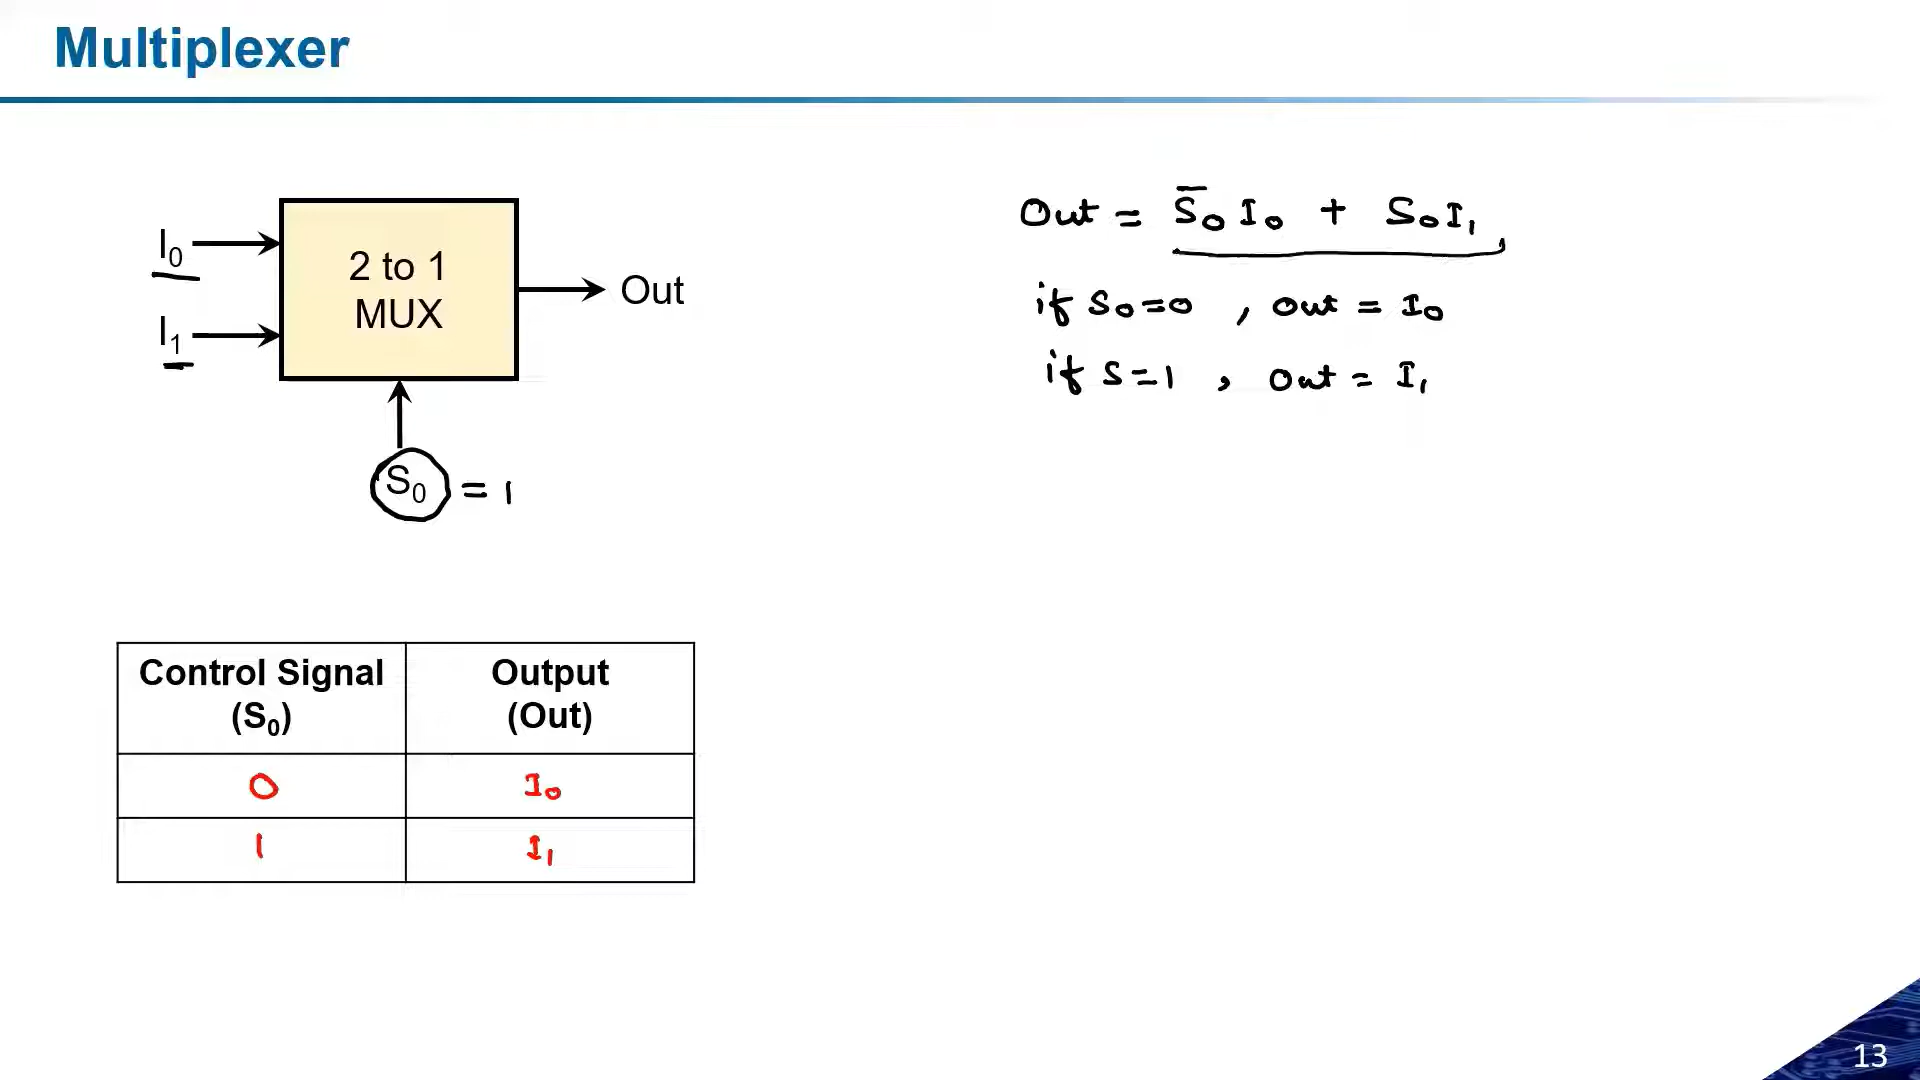 Multiplexer
I₀
I₁
2 to 1
MUX
Out
S₀ = 1
Out = S̄₀ I₀ + S₀ I₁
if S₀=0 , Out = I₀
if S=1 , Out = I₁
Control Signal
(S₀)
Output
(Out)
0 I₀
1 I₁
13